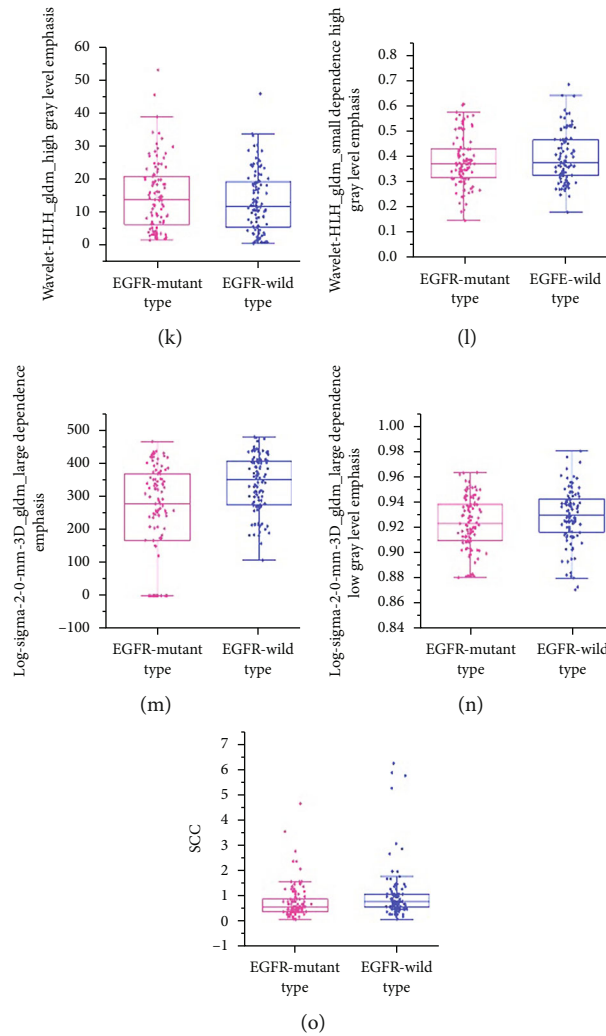 Wavelet-HLH_gldm_high gray level emphasis
60
50
40
30
20
10
0
EGFR-mutant
type
EGFR-wild
type
(k)
Wavelet-HLH_gldm_small dependence high
gray level emphasis
0.8
0.7
0.6
0.5
0.4
0.3
0.2
0.1
0.0
EGFR-mutant
type
EGFE-wild
type
(l)
Log-sigma-2-0-mm-3D_gldm_large dependence
emphasis
500
400
300
200
100
0
−100
EGFR-mutant
type
EGFR-wild
type
(m)
Log-sigma-2-0-mm-3D_gldm_large dependence
low gray level emphasis
1.00
0.98
0.96
0.94
0.92
0.90
0.88
0.86
0.84
EGFR-mutant
type
EGFR-wild
type
(n)
SCC
7
6
5
4
3
2
1
0
−1
EGFR-mutant
type
EGFR-wild
type
(o)